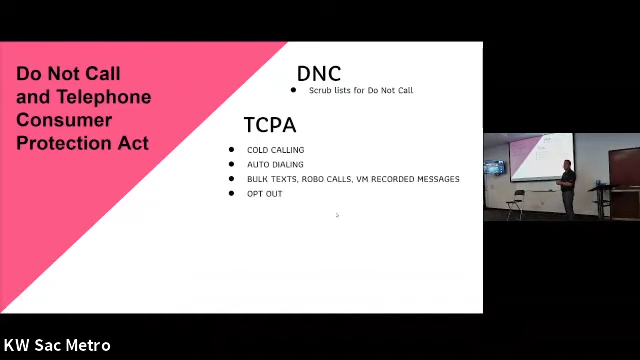 Do Not Call
and Telephone
Consumer
Protection Act
DNC
Scrub lists for Do Not Call
TCPA
COLD CALLING
AUTO DIALING
BULK TEXTS, ROBO CALLS, VM RECORDED MESSAGES
OPT OUT
KW Sac Metro